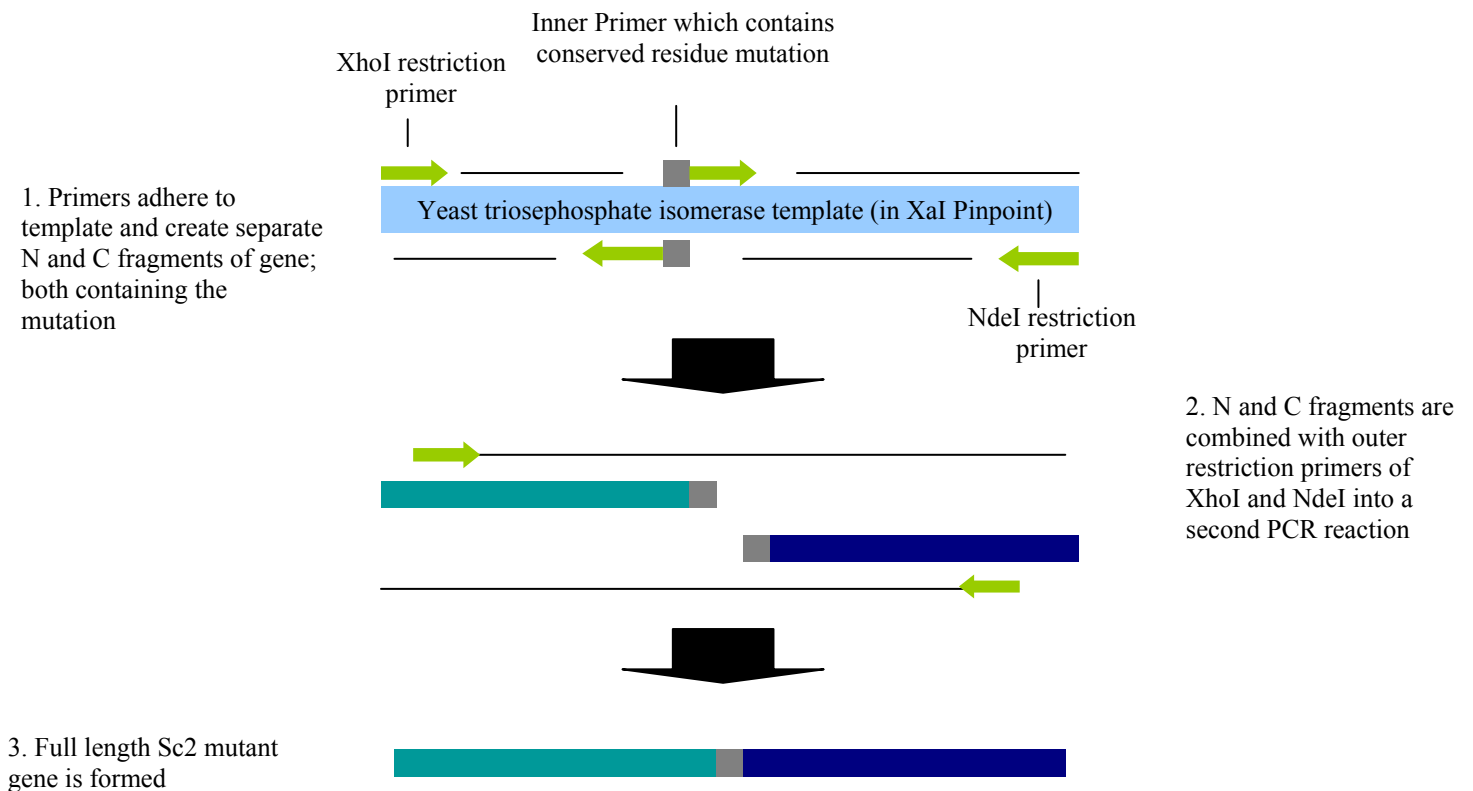 Inner Primer which contains
conserved residue mutation
XhoI restriction
primer
1. Primers adhere to
template and create separate
N and C fragments of gene;
both containing the
mutation
Yeast triosephosphate isomerase template (in XaI Pinpoint)
NdeI restriction
primer
2. N and C fragments are
combined with outer
restriction primers of
XhoI and NdeI into a
second PCR reaction
3. Full length Sc2 mutant
gene is formed